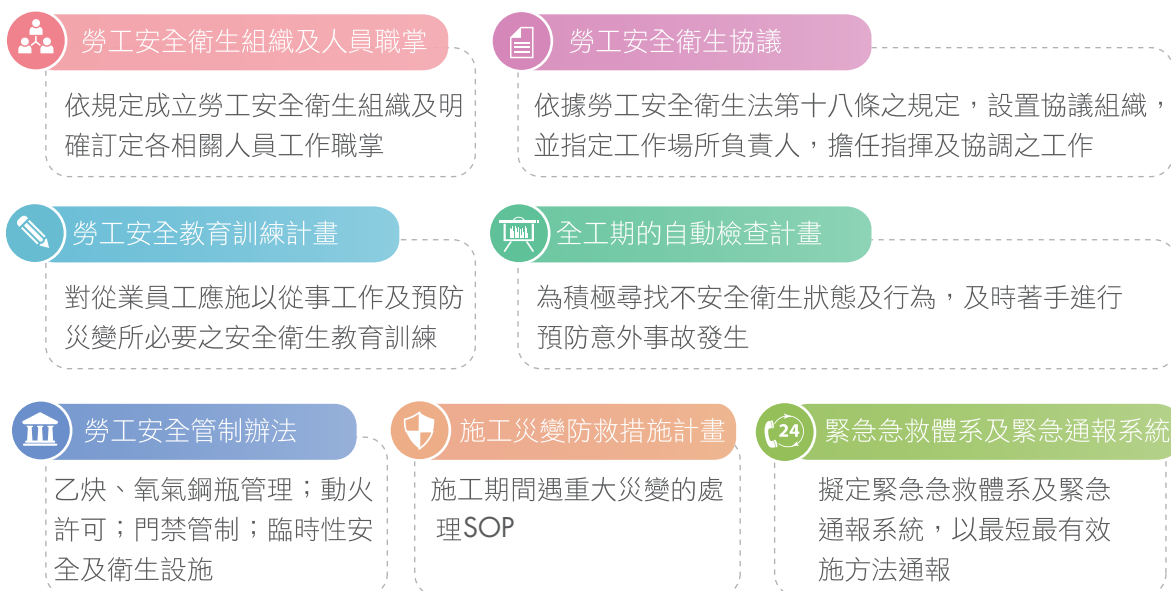 勞工安全衛生組織及人員職掌
依規定成立勞工安全衛生組織及明
確訂定各相關人員工作職掌
勞工安全衛生協議
依據勞工安全衛生法第十八條之規定，設置協議組織，
並指定工作場所負責人，擔任指揮及協調之工作
勞工安全教育訓練計畫
對從業員工應施以從事工作及預防
災變所必要之安全衛生教育訓練
全工期的自動檢查計畫
為積極尋找不安全衛生狀態及行為，及時著手進行
預防意外事故發生
勞工安全管制辦法
乙炔、氧氣鋼瓶管理；動火
許可；門禁管制；臨時性安
全及衛生設施
施工災變防救措施計畫
施工期間遇重大災變的處
理SOP
24
緊急急救體系及緊急通報系統
擬定緊急急救體系及緊急
通報系統，以最短最有效
施方法通報